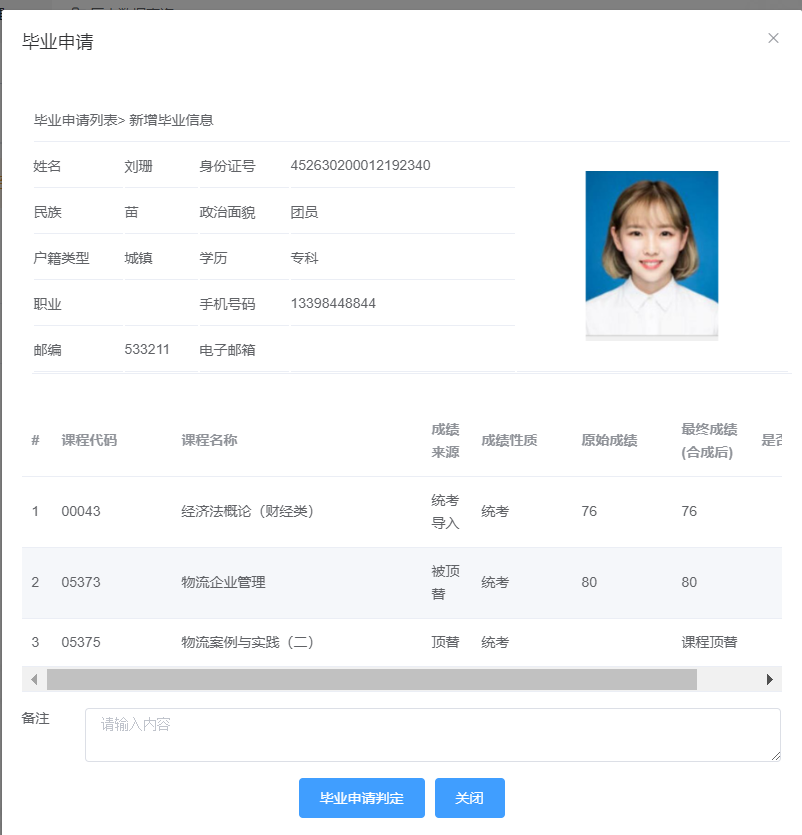 毕业申请
毕业申请列表> 新增毕业信息
姓名 刘珊 身份证号 452630200012192340
民族 苗 政治面貌 团员
户籍类型 城镇 学历 专科
职业 手机号码 13398448844
邮编 533211 电子邮箱
# 课程代码 课程名称 成绩来源 成绩性质 原始成绩 最终成绩(合成后) 是否
1 00043 经济法概论（财经类） 统考导入 统考 76 76
2 05373 物流企业管理 被顶替 统考 80 80
3 05375 物流案例与实践（二） 顶替 统考 课程顶替
备注 请输入内容
毕业申请判定 关闭